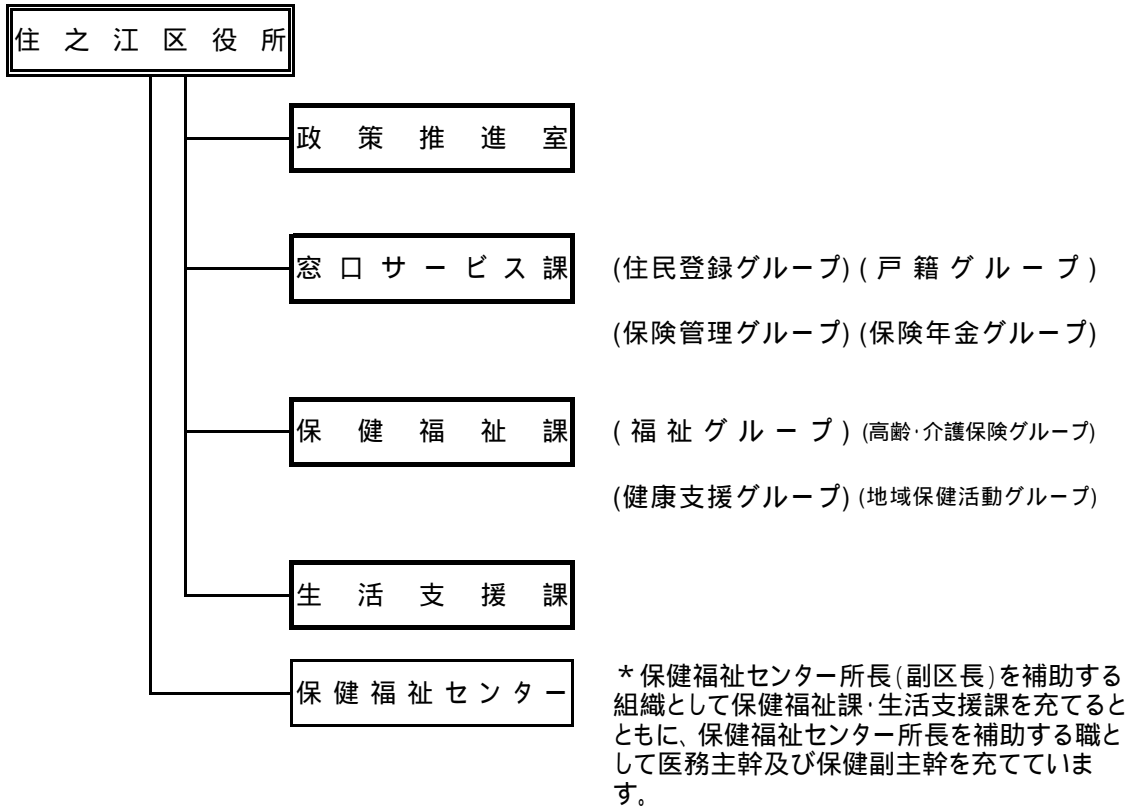 住之江区役所
政策推進室
窓口サービス課 (住民登録グループ) (戸籍グループ)
(保険管理グループ) (保険年金グループ)
保健福祉課 (福祉グループ) (高齢・介護保険グループ)
(健康支援グループ) (地域保健活動グループ)
生活支援課
保健福祉センター
＊保健福祉センター所長(副区長)を補助する
組織として保健福祉課・生活支援課を充てると
ともに、保健福祉センター所長を補助する職と
して医務主幹及び保健副主幹を充てていま
す。